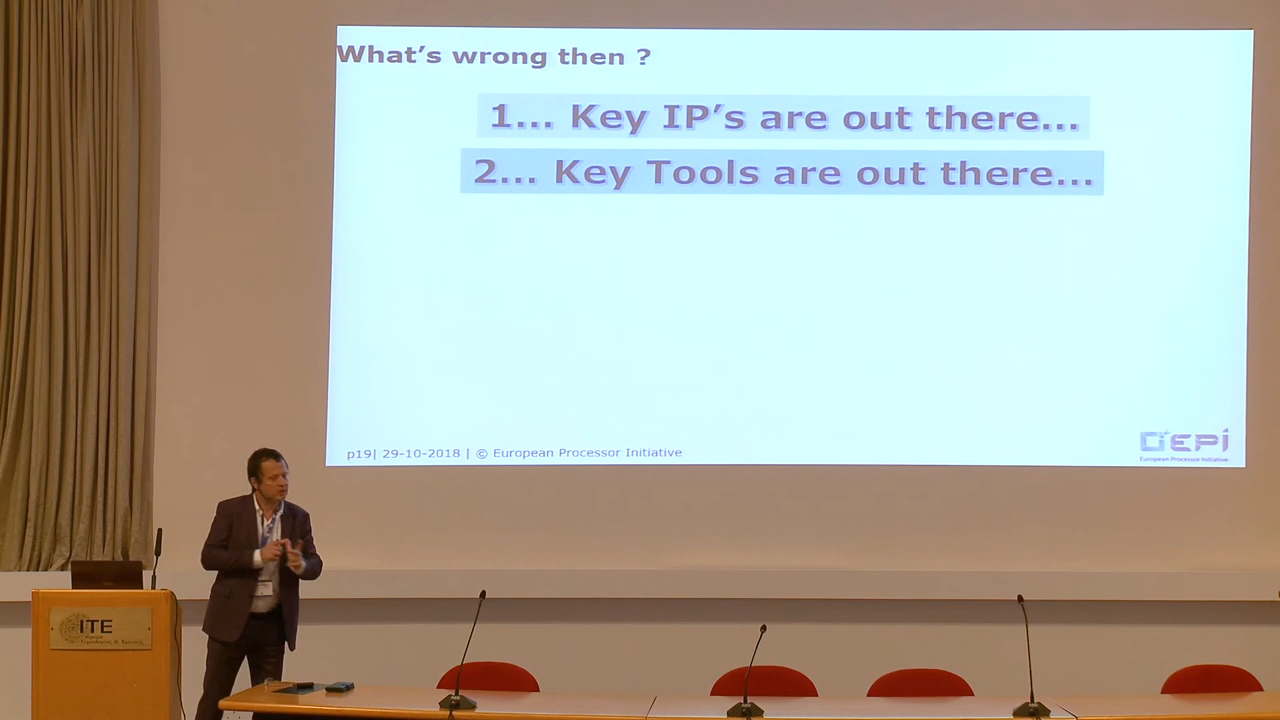 What's wrong then ?
1... Key IP's are out there...
2... Key Tools are out there...
p19| 29-10-2018 | © European Processor Initiative
EPI
European Processor Initiative
ITE